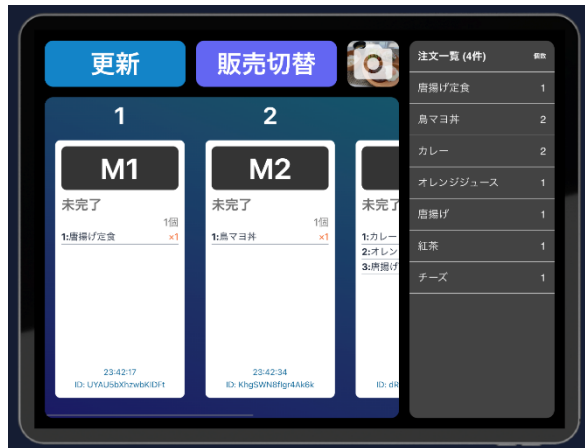 更新
販売切替
1
2
M1
未完了
1個
1:唐揚げ定食 ×1
23:42:17
ID: UYAU5bXhzwbKIDFt
M2
未完了
1個
1:鳥マヨ丼 ×1
23:42:34
ID: KhgSWN8flgr4Ak6k
未完了
1:カレー
2:オレン
3:唐揚げ
ID: dR
注文一覧 (4件) 個数
唐揚げ定食 1
鳥マヨ丼 2
カレー 2
オレンジジュース 1
唐揚げ 1
紅茶 1
チーズ 1